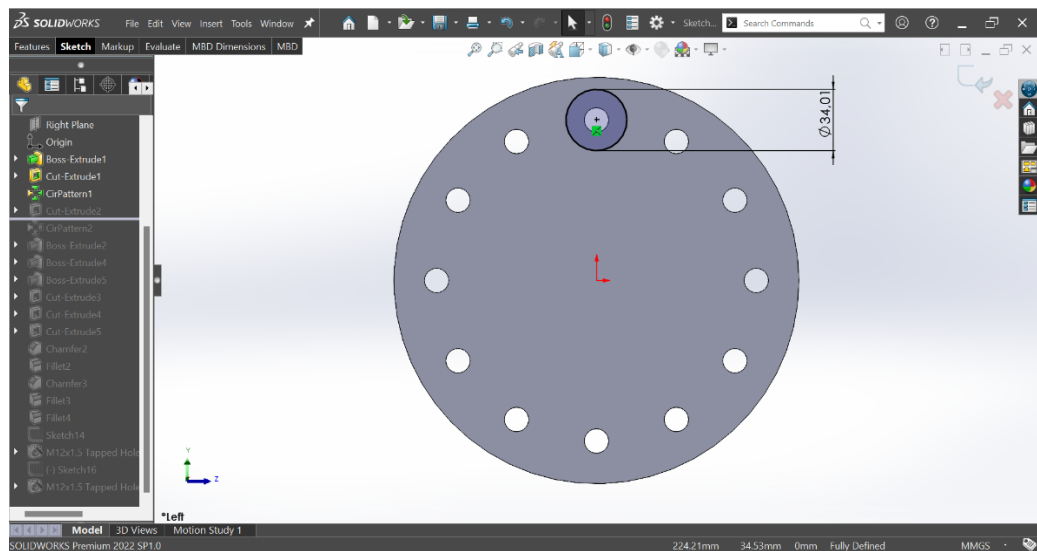 SOLIDWORKS File Edit View Insert Tools Window Sketch... Search Commands
Features Sketch Markup Evaluate MBD Dimensions MBD
Right Plane
Origin
Boss-Extrude1
Cut-Extrude1
CirPattern1
Cut-Extrude2
CirPattern2
Boss-Extrude2
Boss-Extrude4
Boss-Extrude5
Cut-Extrude3
Cut-Extrude4
Cut-Extrude5
Chamfer2
Fillet2
Chamfer3
Fillet3
Fillet4
Sketch14
M12x1.5 Tapped Hole
(-) Sketch16
M12x1.5 Tapped Hole
∅34,01
Y
Z
*Left
Model 3D Views Motion Study 1
SOLIDWORKS Premium 2022 SP1.0 224.21mm 34.53mm 0mm Fully Defined MMGS